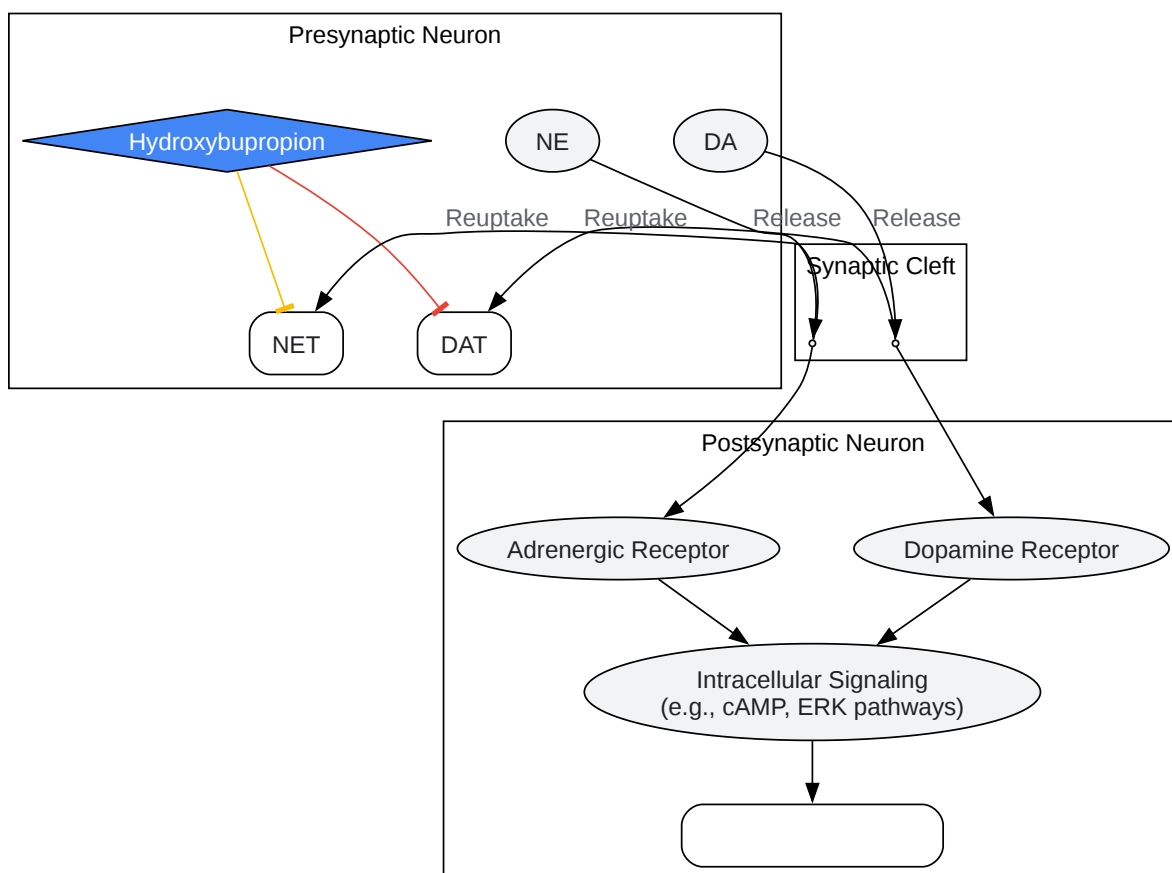 Presynaptic Neuron
Hydroxybupropion
NE
DA
Reuptake
Reuptake
Release
Release
Synaptic Cleft
NET
DAT
Postsynaptic Neuron
Adrenergic Receptor
Dopamine Receptor
Intracellular Signaling
(e.g., cAMP, ERK pathways)